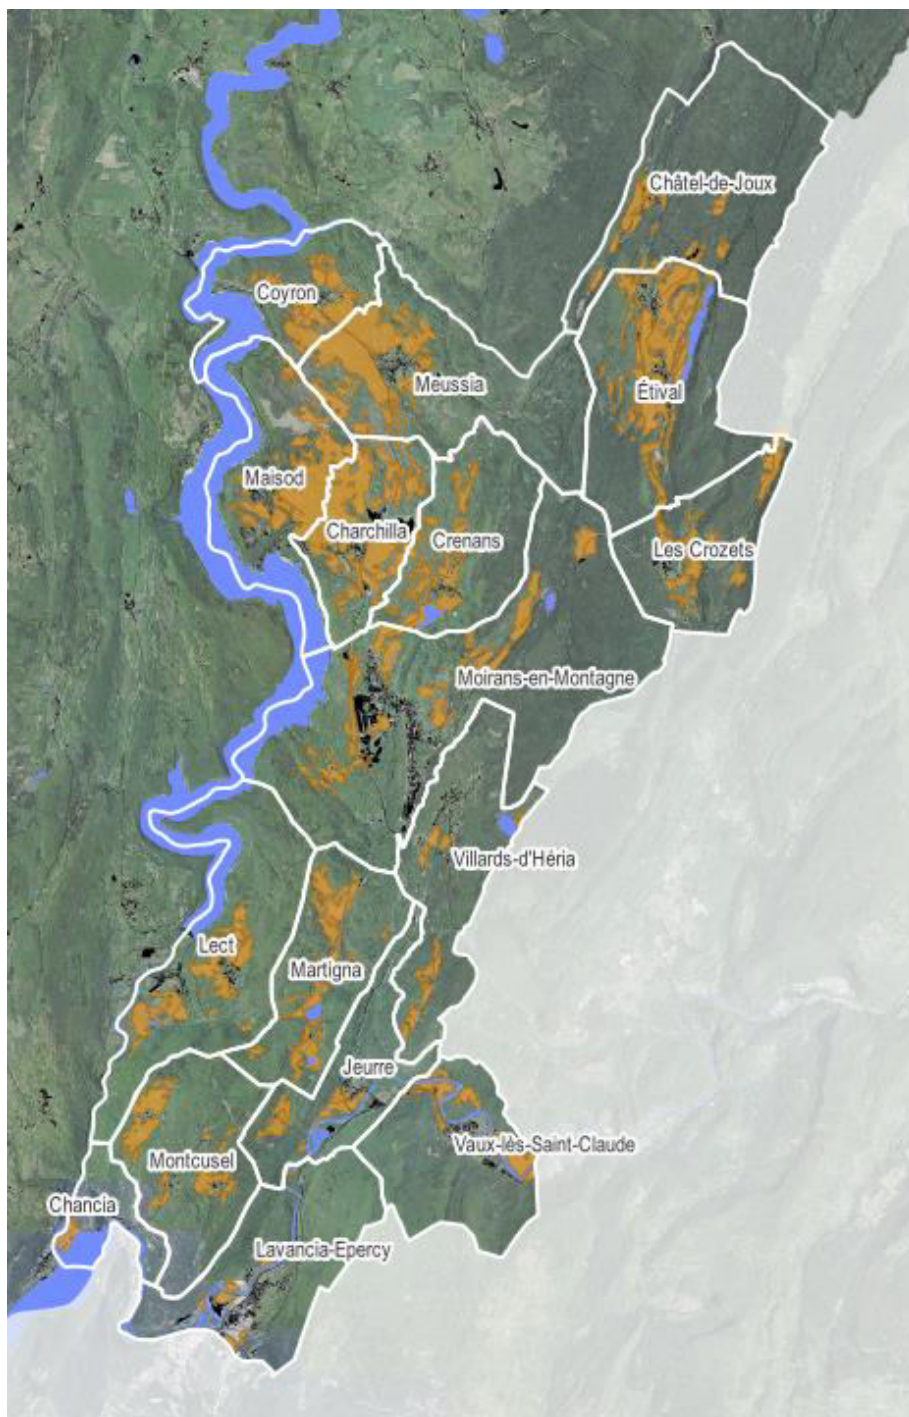 Châtel-de-Joux
Coyron
Meussia
Étival
Maisod
Charchilla
Crenans
Les Crozets
Moirans-en-Montagne
Villards-d'Héria
Lect
Martigna
Jeurre
Vaux-lès-Saint-Claude
Montcusel
Chancia
Lavancia-Epercy